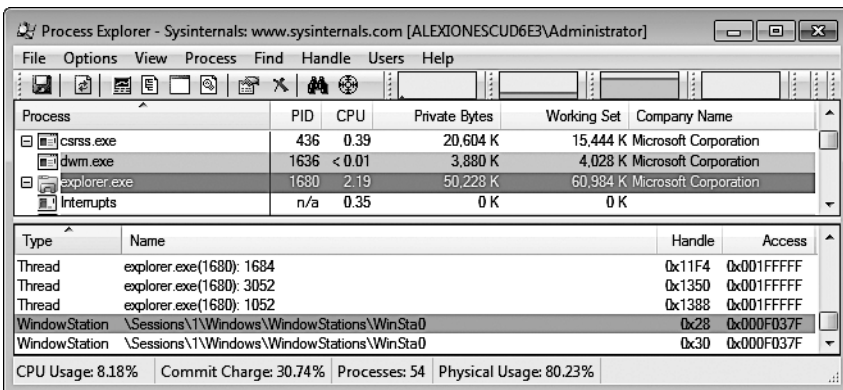 Process Explorer - Sysinternals: www.sysinternals.com [ALEXIONESCUD6E3\Administrator]
File Options View Process Find Handle Users Help
Process PID CPU Private Bytes Working Set Company Name
csrss.exe 436 0.39 20,604 K 15,444 K Microsoft Corporation
dwm.exe 1636 < 0.01 3,880 K 4,028 K Microsoft Corporation
explorer.exe 1680 2.19 50,228 K 60,984 K Microsoft Corporation
Interrupts n/a 0.35 0 K 0 K
Type Name Handle Access
Thread explorer.exe(1680): 1684 0x11F4 0x001FFFFF
Thread explorer.exe(1680): 3052 0x1350 0x001FFFFF
Thread explorer.exe(1680): 1052 0x1388 0x001FFFFF
WindowStation \Sessions\1\Windows\WindowStations\WinSta0 0x28 0x000F037F
WindowStation \Sessions\1\Windows\WindowStations\WinSta0 0x30 0x000F037F
CPU Usage: 8.18% Commit Charge: 30.74% Processes: 54 Physical Usage: 80.23%